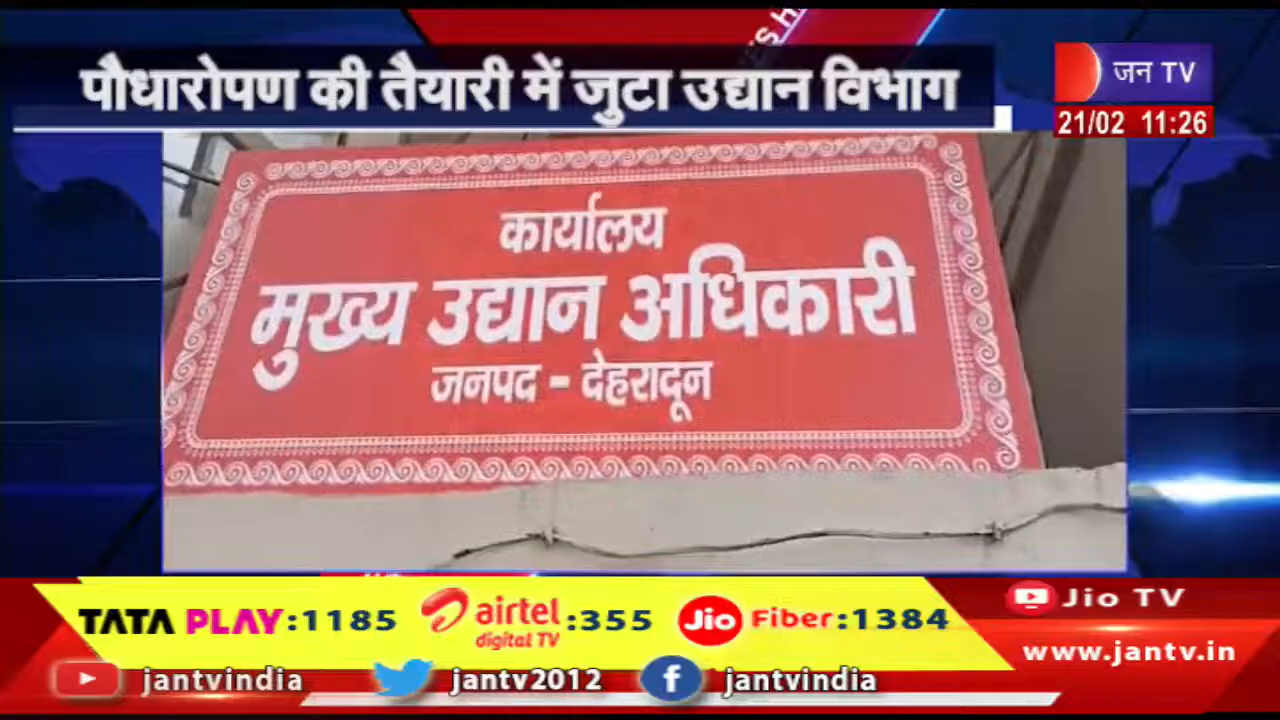 पौधारोपण की तैयारी में जुटा उद्यान विभाग
जन TV
21/02 11:26
कार्यालय
मुख्य उद्यान अधिकारी
जनपद - देहरादून
TATA PLAY:1185
airtel digital TV :355
Jio Fiber:1384
Jio TV
www.jantv.in
jantvindia
jantv2012
jantvindia